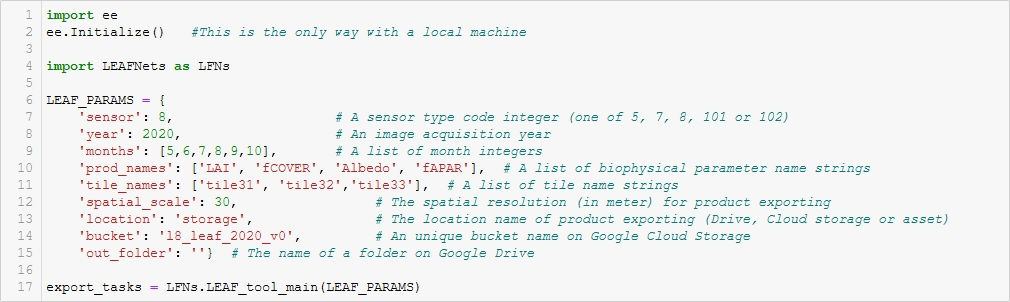 1 import ee
2 ee.Initialize()   #This is the only way with a local machine
3
4 import LEAFNets as LFNs
5
6 LEAF_PARAMS = {
7     'sensor': 8,                    # A sensor type code integer (one of 5, 7, 8, 101 or 102)
8     'year': 2020,                   # An image acquisition year
9     'months': [5,6,7,8,9,10],       # A list of month integers
10     'prod_names': ['LAI', 'fCOVER', 'Albedo', 'fAPAR'],  # A list of biophysical parameter name strings
11     'tile_names': ['tile31', 'tile32','tile33'],  # A list of tile name strings
12     'spatial_scale': 30,                 # The spatial resolution (in meter) for product exporting
13     'location': 'storage',               # The location name of product exporting (Drive, Cloud storage or asset)
14     'bucket': 'l8_leaf_2020_v0',         # An unique bucket name on Google Cloud Storage
15     'out_folder': ''}  # The name of a folder on Google Drive
16
17 export_tasks = LFNs.LEAF_tool_main(LEAF_PARAMS)